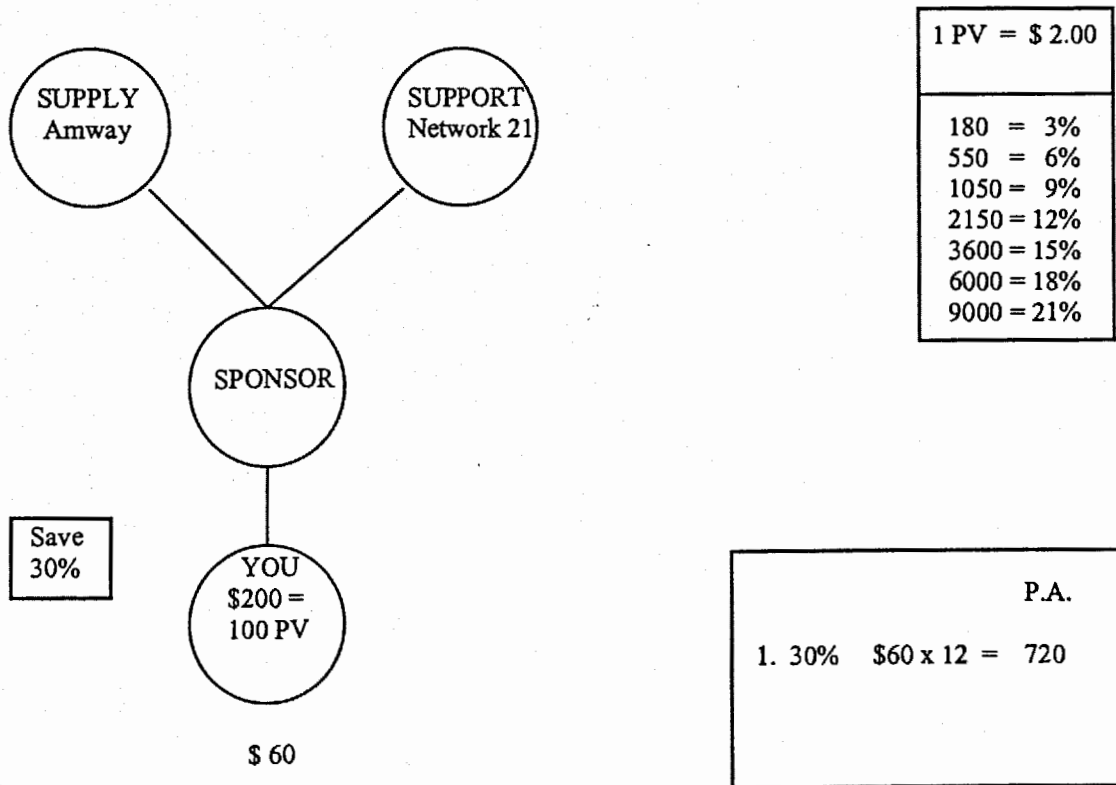 SUPPLY
Amway
SUPPORT
Network 21
1 PV = $ 2.00
180 = 3%
550 = 6%
1050 = 9%
2150 = 12%
3600 = 15%
6000 = 18%
9000 = 21%
SPONSOR
Save
30%
YOU
$200 =
100 PV
$ 60
P.A.
1. 30% $60 x 12 = 720